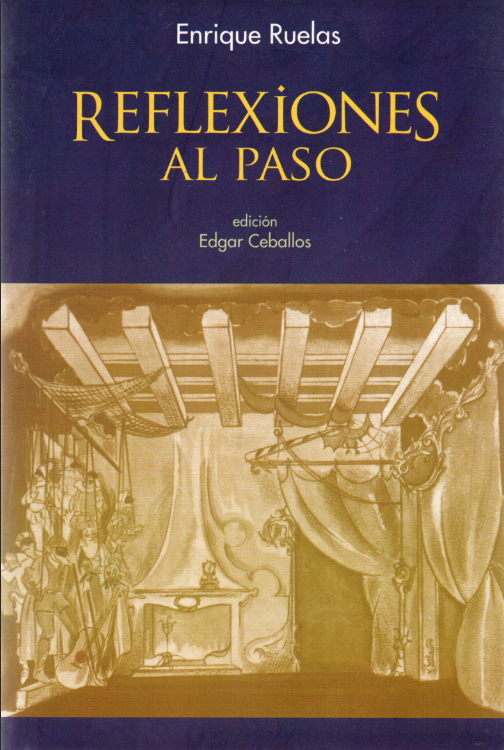 Enrique Ruelas
REFLEXiONES
AL PASO
edición
Edgar Ceballos